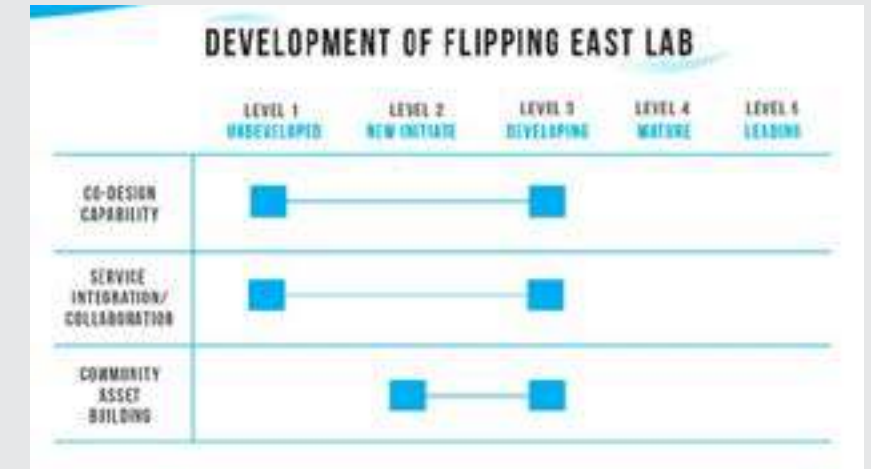 DEVELOPMENT OF FLIPPING EAST LAB
LEVEL 1
LEVEL 2
LEVEL 3
LEVEL 4
LEVEL 5
UNDEVELOPED
NEW INITIATE
DEVELOPING
MATURE
LEADING
CO-DESIGN
CAPABILITY
SERVICE
INTEGRATION/
COLLABORATION
COMMUNITY
ASSET
BUILDING